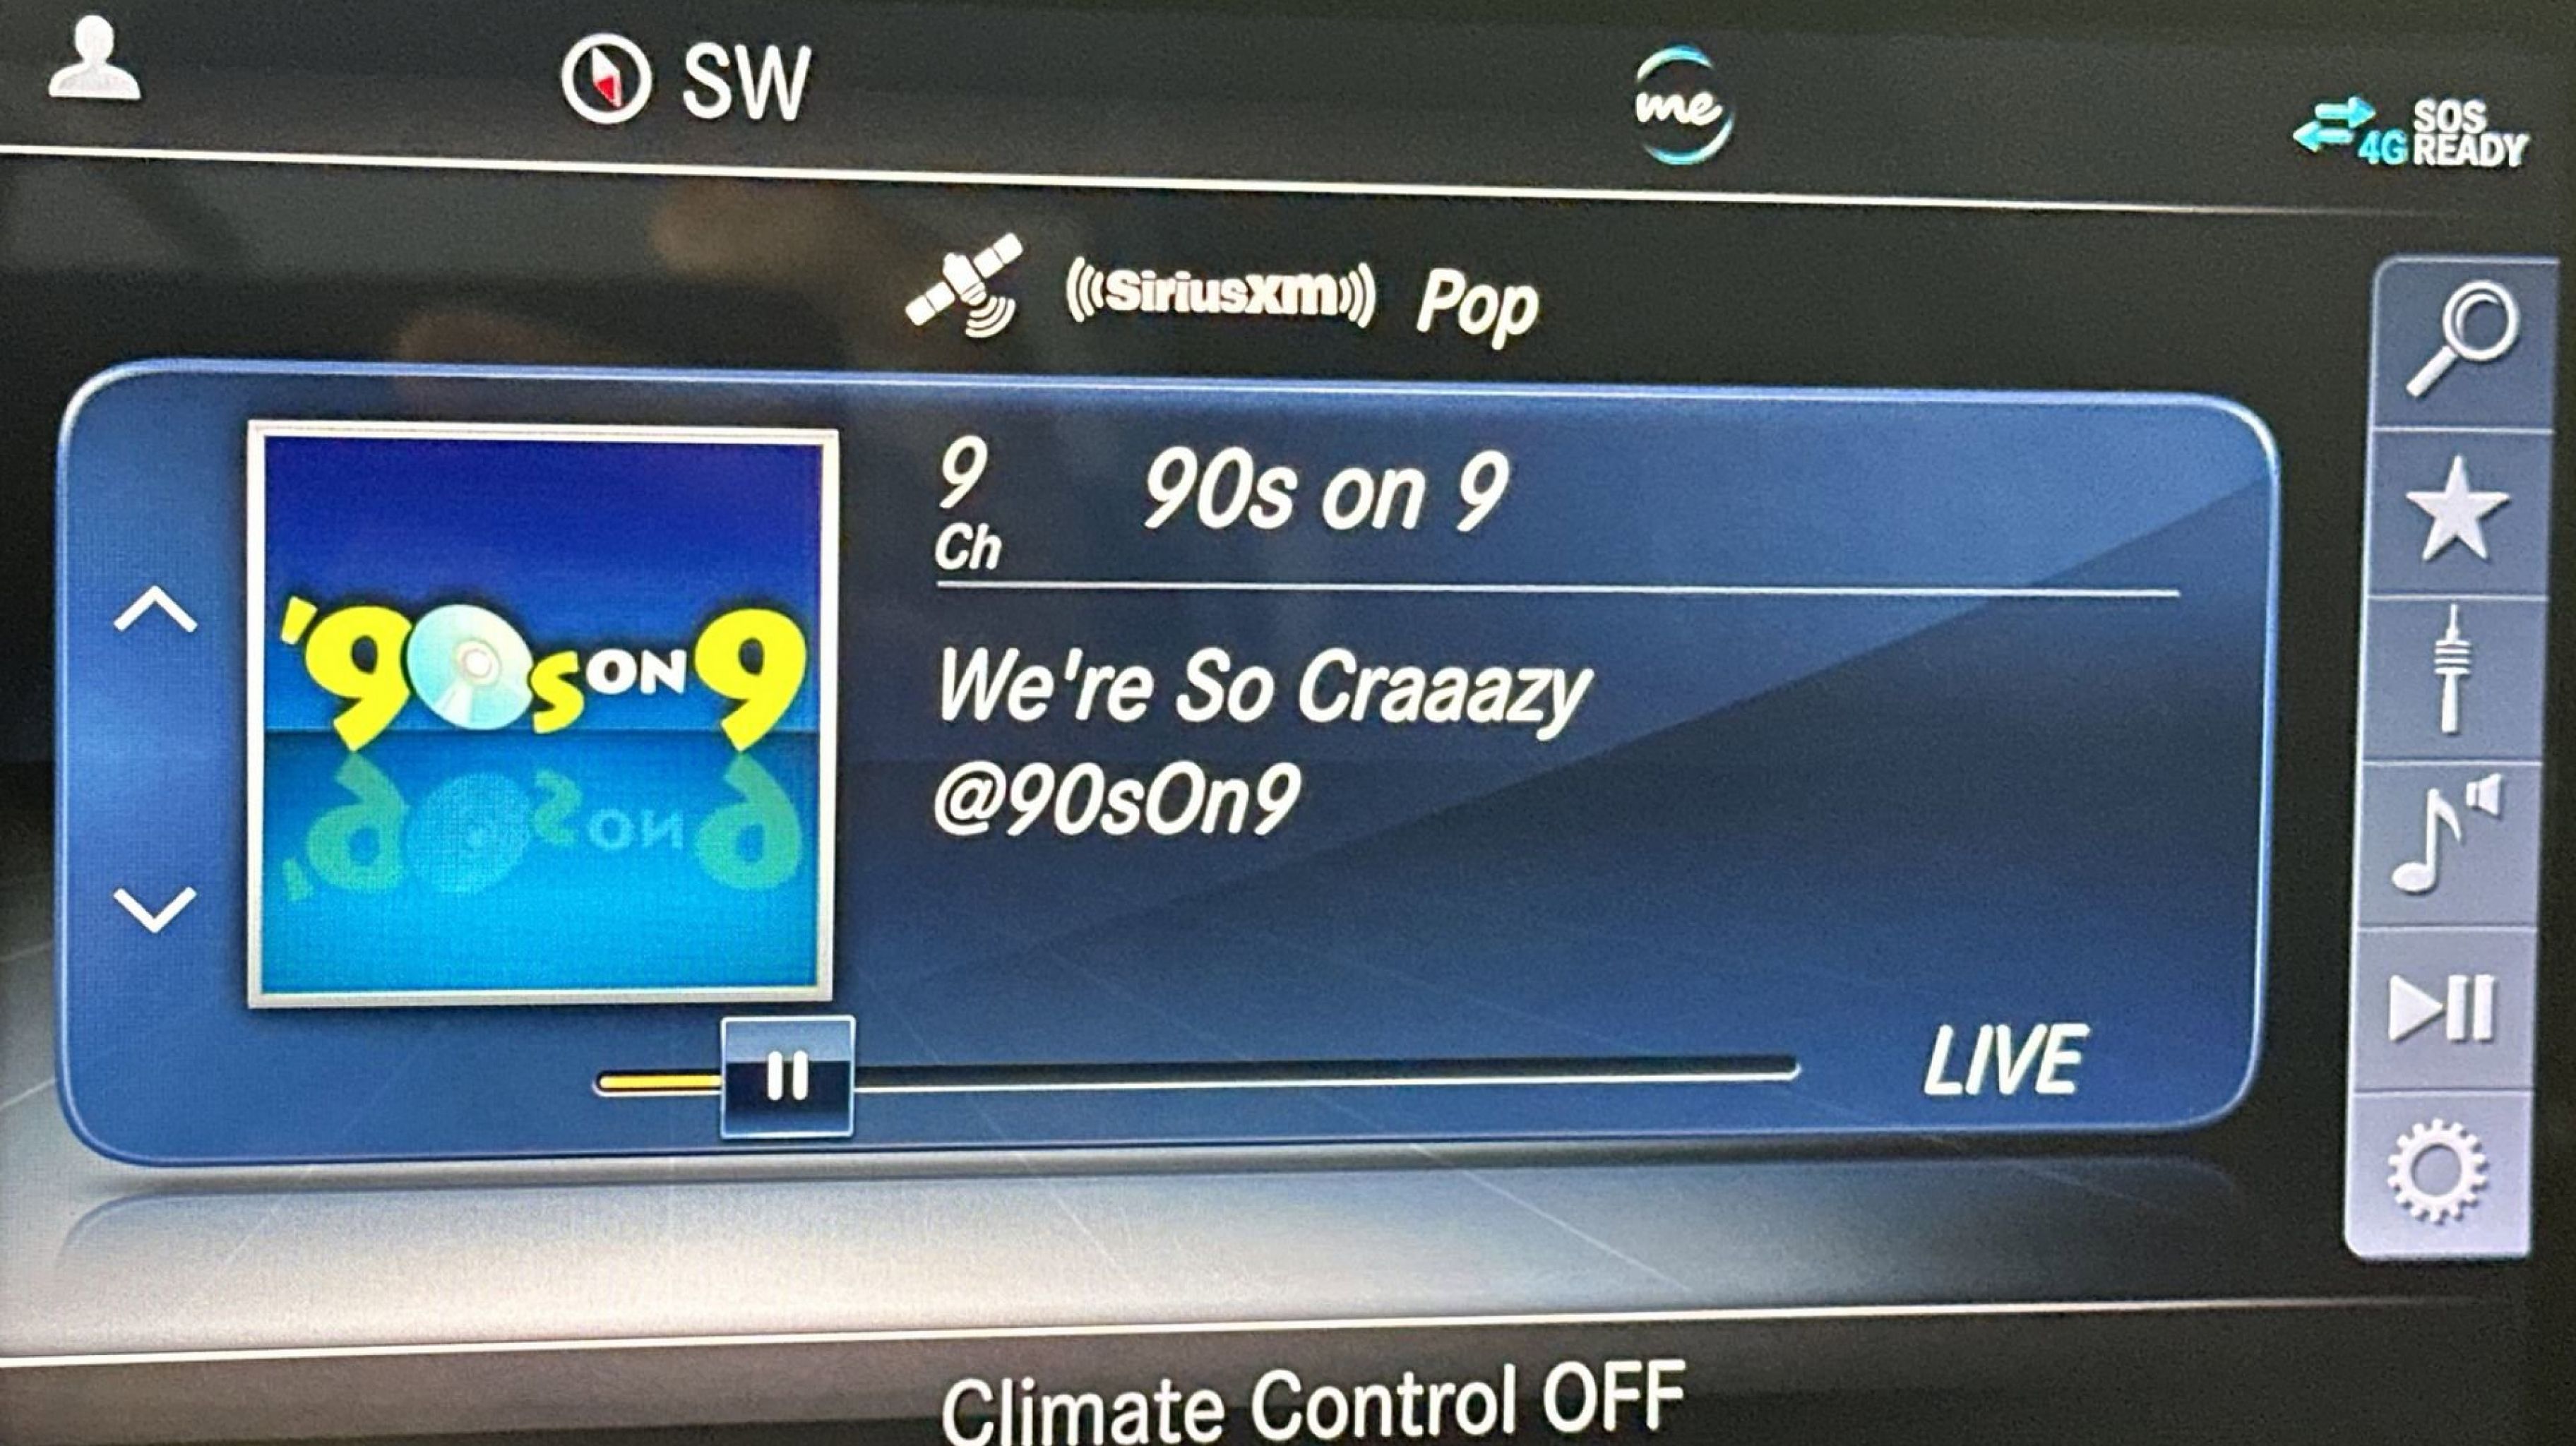 SW
me
4G SOS READY
SiriusXM Pop
9 Ch
90s on 9
'90s ON 9
We're So Craaazy
@90sOn9
LIVE
Climate Control OFF